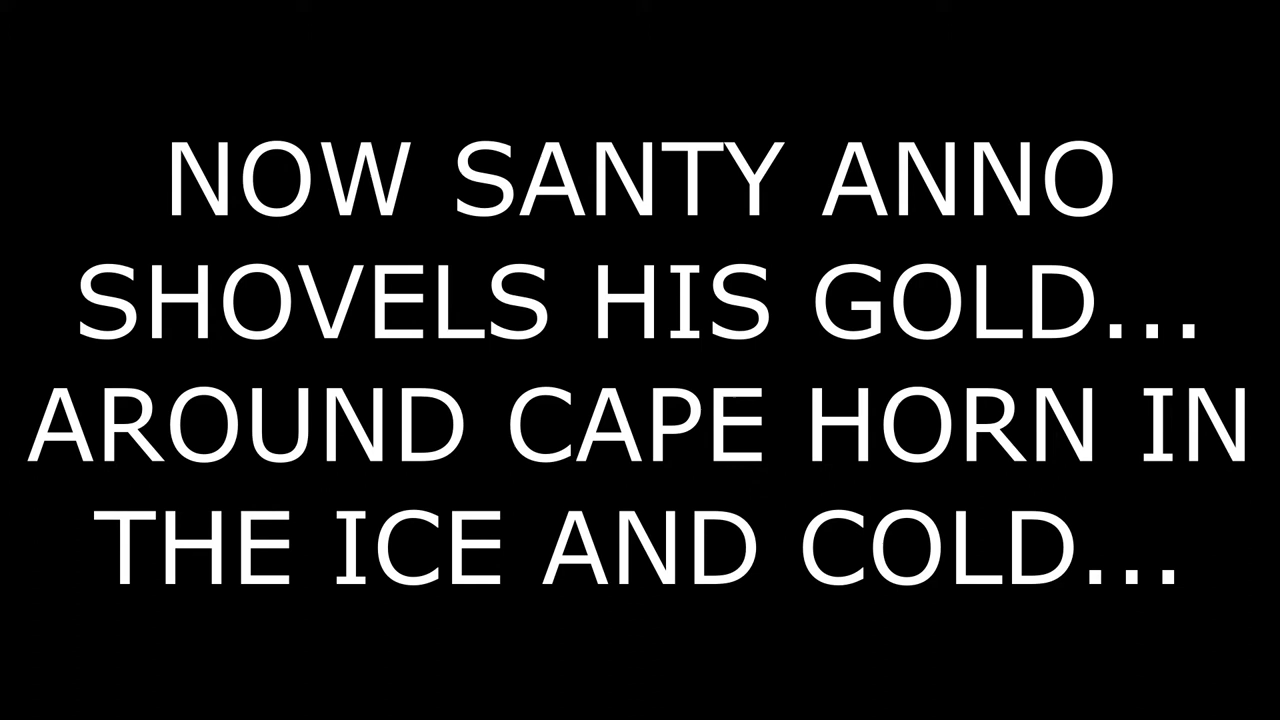 NOW SANTY ANNO
SHOVELS HIS GOLD...
AROUND CAPE HORN IN
THE ICE AND COLD...